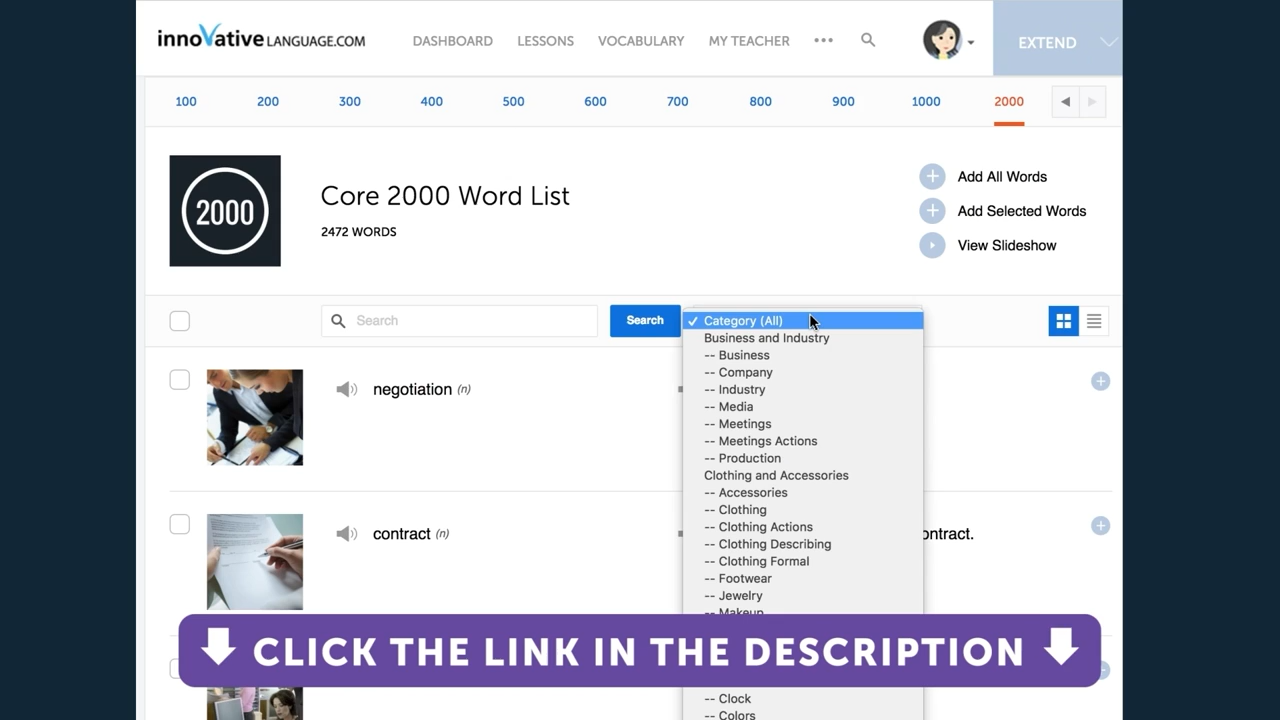 innoVative LANGUAGE.COM
DASHBOARD LESSONS VOCABULARY MY TEACHER EXTEND
100 200 300 400 500 600 700 800 900 1000 2000
2000
Core 2000 Word List
2472 WORDS
Add All Words
Add Selected Words
View Slideshow
Search
Search
Category (All)
Business and Industry
-- Business
-- Company
-- Industry
-- Media
-- Meetings
-- Meetings Actions
-- Production
Clothing and Accessories
-- Accessories
-- Clothing
-- Clothing Actions
-- Clothing Describing
-- Clothing Formal
-- Footwear
-- Jewelry
-- Makeup
negotiation (n)
contract (n)
ontract.
CLICK THE LINK IN THE DESCRIPTION
-- Clock
-- Colors